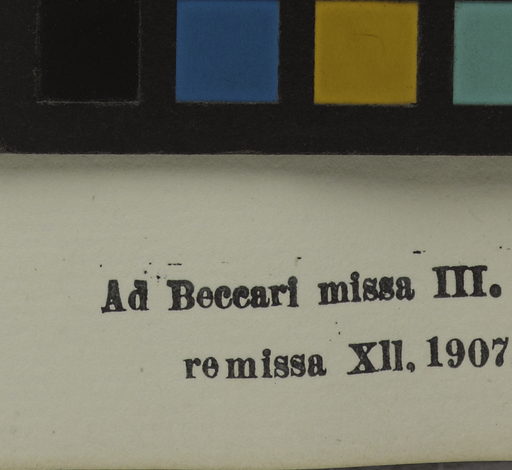 Ad Beccari missa III.
remissa XII, 1907